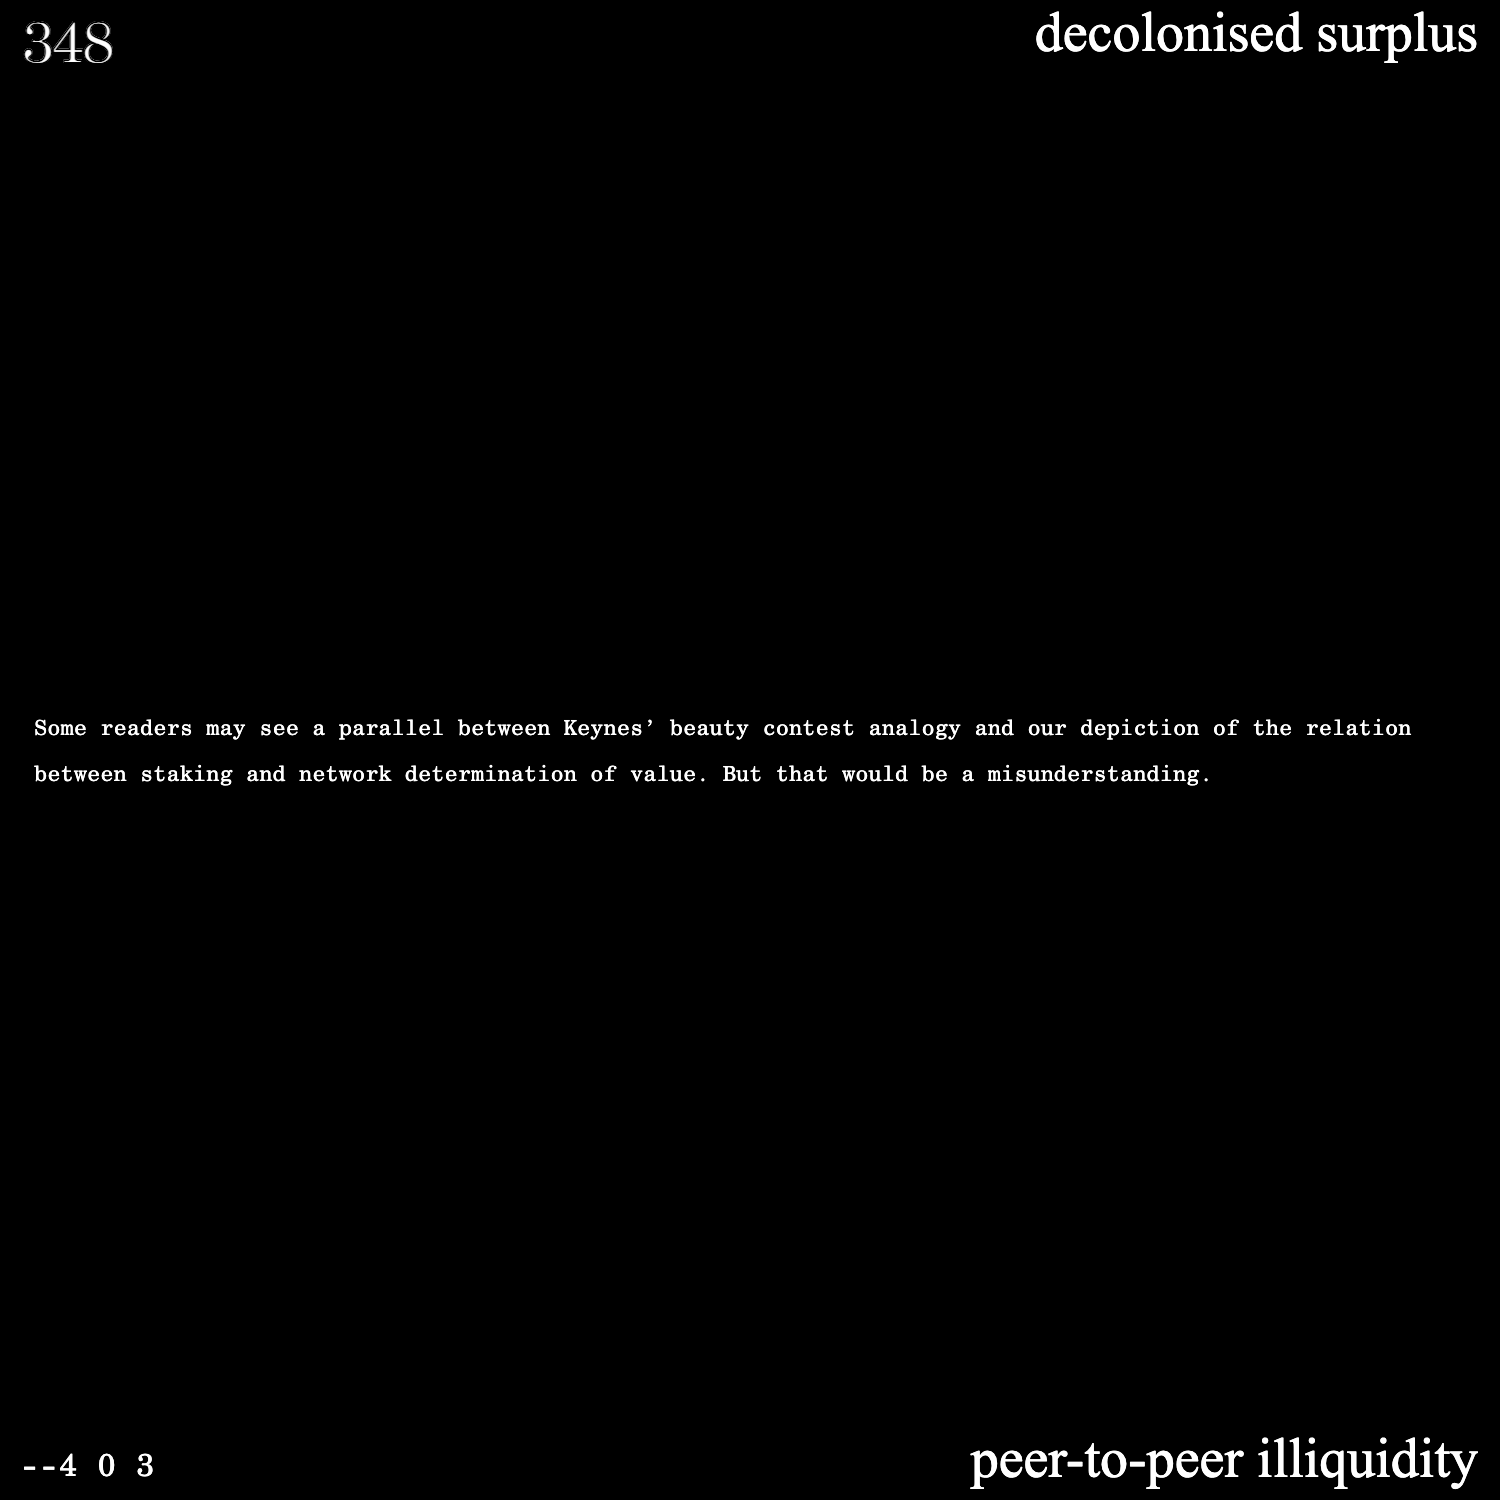 348
decolonised surplus
Some readers may see a parallel between Keynes’ beauty contest analogy and our depiction of the relation
between staking and network determination of value. But that would be a misunderstanding.
--4 0 3
peer-to-peer illiquidity